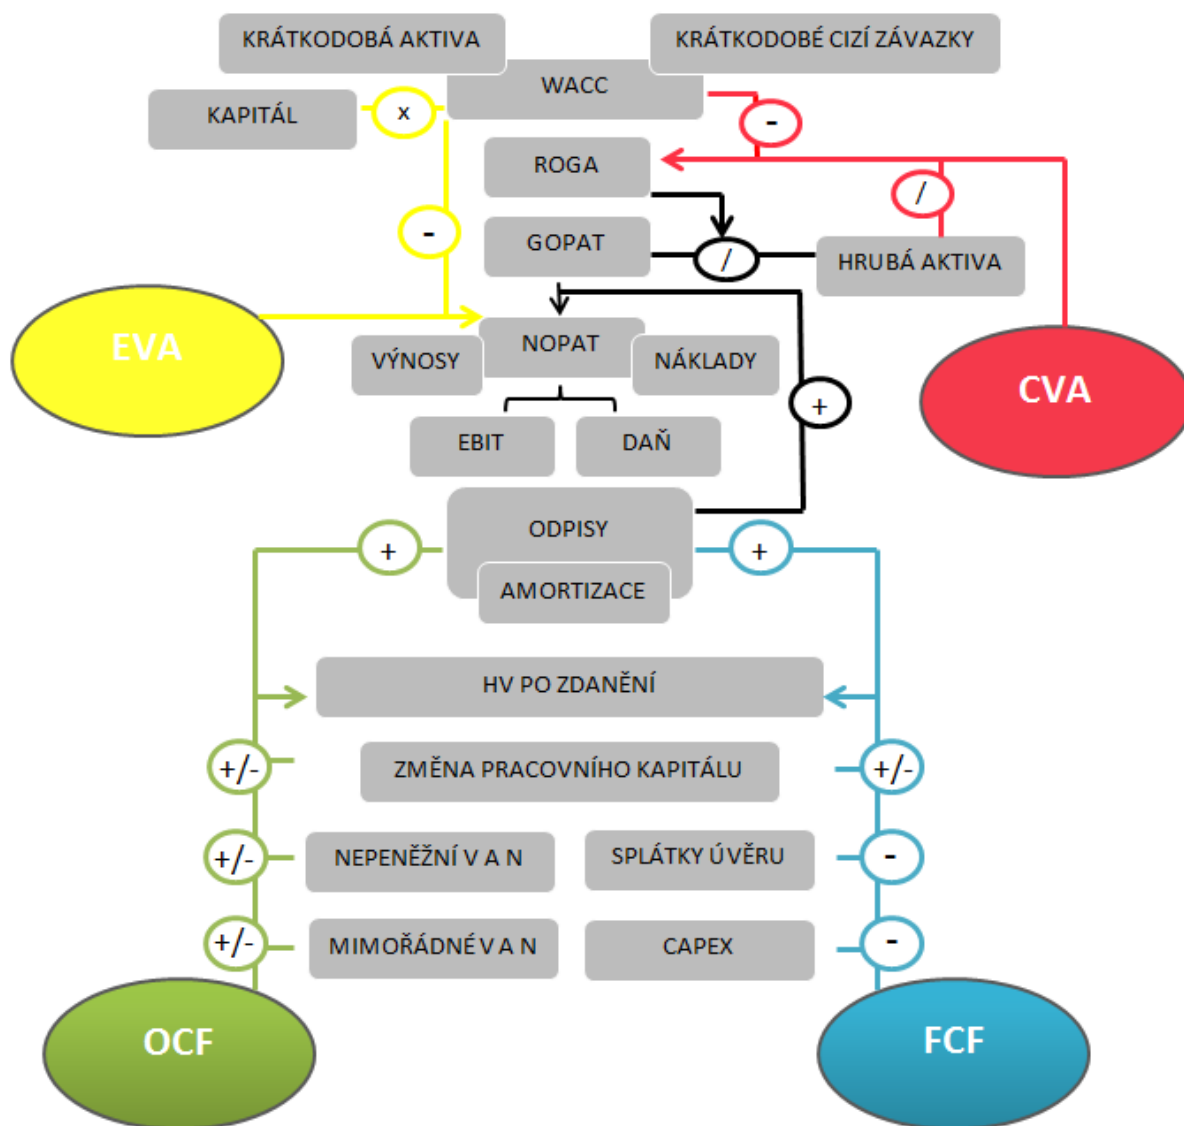 KRÁTKODOBÁ AKTIVA
KRÁTKODOBÉ CIZÍ ZÁVAZKY
WACC
KAPITÁL
x
-
ROGA
/
-
GOPAT
/
HRUBÁ AKTIVA
EVA
NOPAT
VÝNOSY
NÁKLADY
CVA
+
EBIT
DAŇ
ODPISY
+
+
AMORTIZACE
HV PO ZDANĚNÍ
+/-
ZMĚNA PRACOVNÍHO KAPITÁLU
+/-
+/-
NEPENĚŽNÍ V A N
SPLÁTKY ÚVĚRU
-
+/-
MIMOŘÁDNÉ V A N
CAPEX
-
OCF
FCF